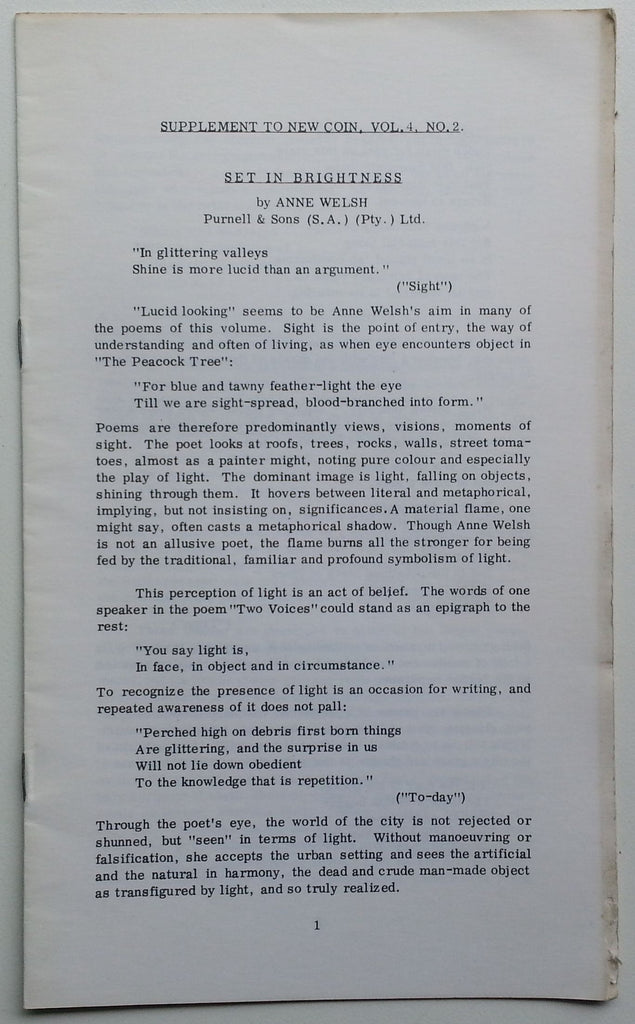 SUPPLEMENT TO NEW COIN, VOL. 4, NO. 2.
SET IN BRIGHTNESS
by ANNE WELSH
Purnell & Sons (S.A.) (Pty.) Ltd.
"In glittering valleys
Shine is more lucid than an argument."
("Sight")
"Lucid looking" seems to be Anne Welsh's aim in many of
the poems of this volume. Sight is the point of entry, the way of
understanding and often of living, as when eye encounters object in
"The Peacock Tree":
"For blue and tawny feather-light the eye
Till we are sight-spread, blood-branched into form."
Poems are therefore predominantly views, visions, moments of
sight. The poet looks at roofs, trees, rocks, walls, street toma-
toes, almost as a painter might, noting pure colour and especially
the play of light. The dominant image is light, falling on objects,
shining through them. It hovers between literal and metaphorical,
implying, but not insisting on, significances. A material flame, one
might say, often casts a metaphorical shadow. Though Anne Welsh
is not an allusive poet, the flame burns all the stronger for being
fed by the traditional, familiar and profound symbolism of light.
This perception of light is an act of belief. The words of one
speaker in the poem "Two Voices" could stand as an epigraph to the
rest:
"You say light is,
In face, in object and in circumstance."
To recognize the presence of light is an occasion for writing, and
repeated awareness of it does not pall:
"Perched high on debris first born things
Are glittering, and the surprise in us
Will not lie down obedient
To the knowledge that is repetition."
("To-day")
Through the poet's eye, the world of the city is not rejected or
shunned, but "seen" in terms of light. Without manoeuvring or
falsification, she accepts the urban setting and sees the artificial
and the natural in harmony, the dead and crude man-made object
as transfigured by light, and so truly realized.
1